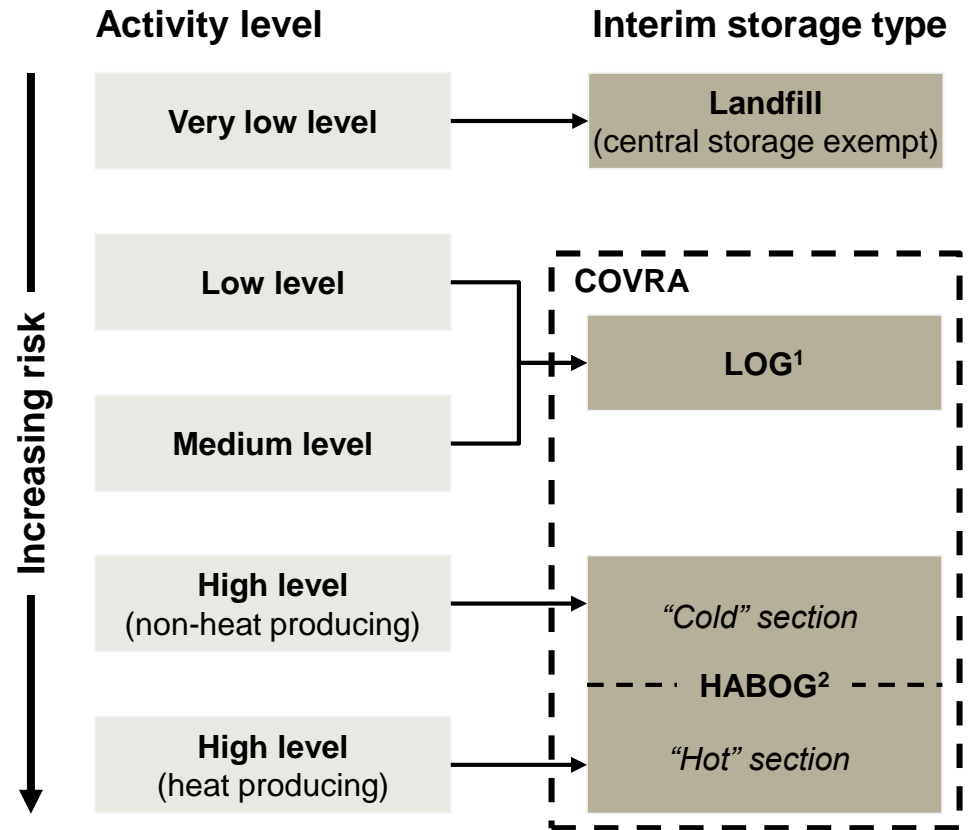 Activity level
Interim storage type
Increasing risk
Very low level
Landfill
(central storage exempt)
Low level
COVRA
LOG¹
Medium level
High level
(non-heat producing)
“Cold” section
HABOG²
High level
(heat producing)
“Hot” section